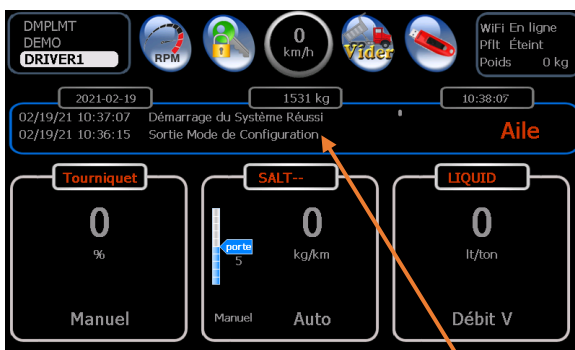 DMPLMT
DEMO
DRIVER1
RPM
0
km/h
Vider
WiFi En ligne
Pflt Éteint
Poids 0 kg
2021-02-19
1531 kg
10:38:07
02/19/21 10:37:07 Démarrage du Système Réussi
02/19/21 10:36:15 Sortie Mode de Configuration
Aile
Tourniquet
0
%
Manuel
SALT--
porte
5
0
kg/km
Manuel
Auto
LIQUID
0
lt/ton
Débit V